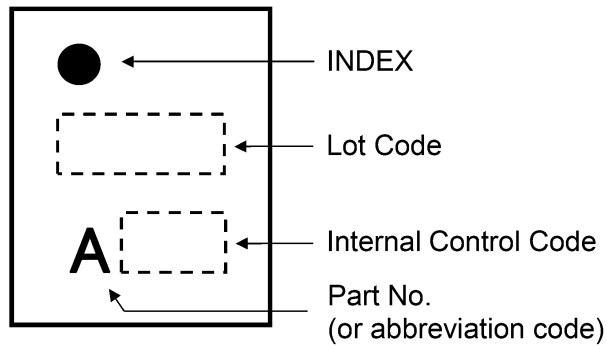 INDEX
Lot Code
A
Internal Control Code
Part No.
(or abbreviation code)